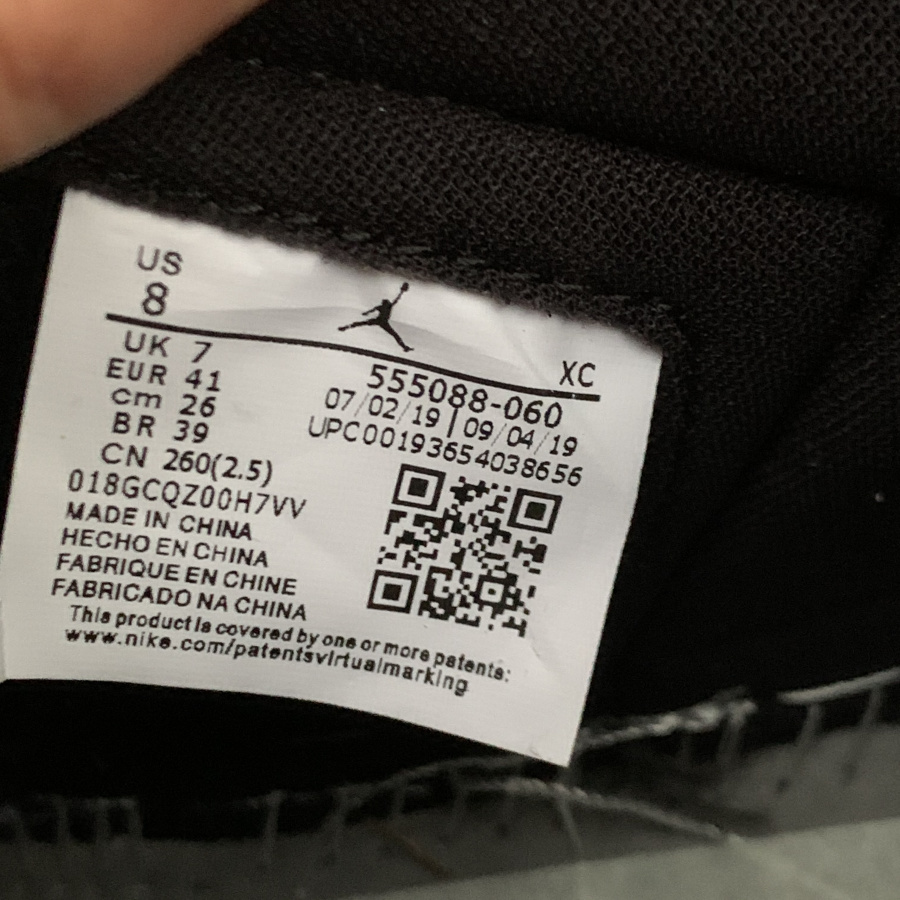 US
8
XC
UK 7
EUR 41
cm 26
BR 39
CN 260(2.5)
018GCQZ00H7VV
MADE IN CHINA
HECHO EN CHINA
FABRIQUE EN CHINE
FABRICADO NA CHINA
555088-060
07/02/19 | 09/04/19
UPC00193654038656
This product is covered by one or more patents:
www.nike.com/patentsvirtualmarking